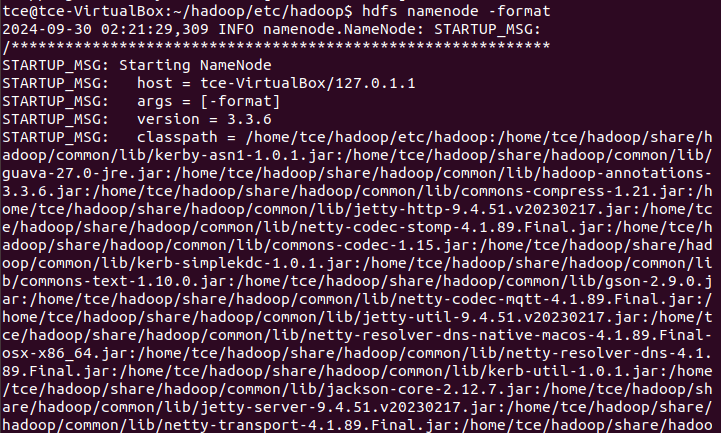 tce@tce-VirtualBox:~/hadoop/etc/hadoop$ hdfs namenode -format
2024-09-30 02:21:29,309 INFO namenode.NameNode: STARTUP_MSG:
/************************************************************
STARTUP_MSG: Starting NameNode
STARTUP_MSG:   host = tce-VirtualBox/127.0.1.1
STARTUP_MSG:   args = [-format]
STARTUP_MSG:   version = 3.3.6
STARTUP_MSG:   classpath = /home/tce/hadoop/etc/hadoop:/home/tce/hadoop/share/h
adoop/common/lib/kerby-asn1-1.0.1.jar:/home/tce/hadoop/share/hadoop/common/lib/
guava-27.0-jre.jar:/home/tce/hadoop/share/hadoop/common/lib/hadoop-annotations-
3.3.6.jar:/home/tce/hadoop/share/hadoop/common/lib/commons-compress-1.21.jar:/h
ome/tce/hadoop/share/hadoop/common/lib/jetty-http-9.4.51.v20230217.jar:/home/tc
e/hadoop/share/hadoop/common/lib/netty-codec-stomp-4.1.89.Final.jar:/home/tce/h
adoop/share/hadoop/common/lib/commons-codec-1.15.jar:/home/tce/hadoop/share/had
oop/common/lib/kerb-simplekdc-1.0.1.jar:/home/tce/hadoop/share/hadoop/common/li
b/commons-text-1.10.0.jar:/home/tce/hadoop/share/hadoop/common/lib/gson-2.9.0.j
ar:/home/tce/hadoop/share/hadoop/common/lib/netty-codec-mqtt-4.1.89.Final.jar:/
home/tce/hadoop/share/hadoop/common/lib/jetty-util-9.4.51.v20230217.jar:/home/t
ce/hadoop/share/hadoop/common/lib/netty-resolver-dns-native-macos-4.1.89.Final-
osx-x86_64.jar:/home/tce/hadoop/share/hadoop/common/lib/netty-resolver-dns-4.1.
89.Final.jar:/home/tce/hadoop/share/hadoop/common/lib/kerb-util-1.0.1.jar:/home
/tce/hadoop/share/hadoop/common/lib/jackson-core-2.12.7.jar:/home/tce/hadoop/sh
are/hadoop/common/lib/jetty-server-9.4.51.v20230217.jar:/home/tce/hadoop/share/
hadoop/common/lib/netty-transport-4.1.89.Final.jar:/home/tce/hadoop/share/hadoo